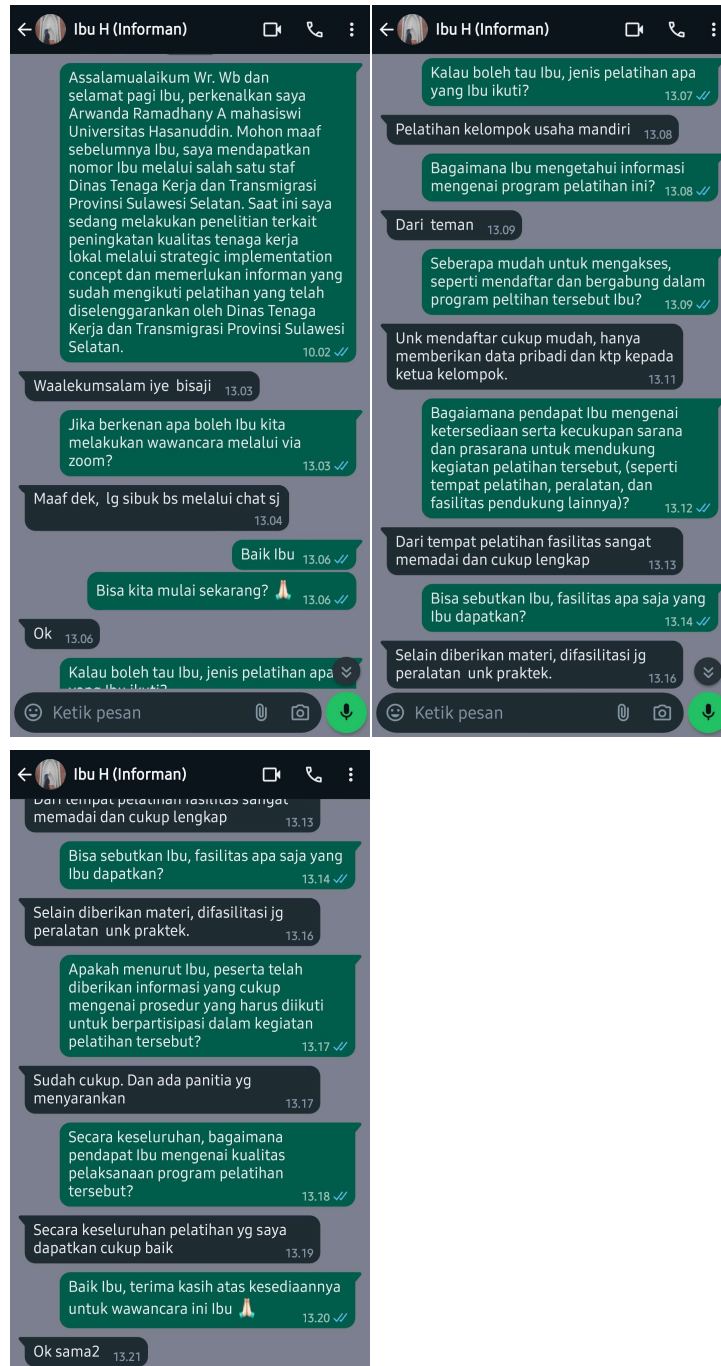 Ibu H (Informan)
Assalamualaikum Wr. Wb dan
selamat pagi Ibu, perkenalkan saya
Arwanda Ramadhany A mahasiswi
Universitas Hasanuddin. Mohon maaf
sebelumnya Ibu, saya mendapatkan
nomor Ibu melalui salah satu staf
Dinas Tenaga Kerja dan Transmigrasi
Provinsi Sulawesi Selatan. Saat ini saya
sedang melakukan penelitian terkait
peningkatan kualitas tenaga kerja
lokal melalui strategic implementation
concept dan memerlukan informan yang
sudah mengikuti pelatihan yang telah
diselenggarankan oleh Dinas Tenaga
Kerja dan Transmigrasi Provinsi Sulawesi
Selatan. 10.02
Waalekumsalam iye bisaji 13.03
Jika berkenan apa boleh Ibu kita
melakukan wawancara melalui via
zoom? 13.03
Maaf dek, lg sibuk bs melalui chat sj
13.04
Baik Ibu 13.06
Bisa kita mulai sekarang? 🙏🏻 13.06
Ok 13.06
Kalau boleh tau Ibu, jenis pelatihan apa
yang Ibu ikuti?
Ketik pesan
Ibu H (Informan)
Kalau boleh tau Ibu, jenis pelatihan apa
yang Ibu ikuti? 13.07
Pelatihan kelompok usaha mandiri 13.08
Bagaimana Ibu mengetahui informasi
mengenai program pelatihan ini? 13.08
Dari teman 13.09
Seberapa mudah untuk mengakses,
seperti mendaftar dan bergabung dalam
program peltihan tersebut Ibu? 13.09
Unk mendaftar cukup mudah, hanya
memberikan data pribadi dan ktp kepada
ketua kelompok. 13.11
Bagaiamana pendapat Ibu mengenai
ketersediaan serta kecukupan sarana
dan prasarana untuk mendukung
kegiatan pelatihan tersebut, (seperti
tempat pelatihan, peralatan, dan
fasilitas pendukung lainnya)? 13.12
Dari tempat pelatihan fasilitas sangat
memadai dan cukup lengkap 13.13
Bisa sebutkan Ibu, fasilitas apa saja yang
Ibu dapatkan? 13.14
Selain diberikan materi, difasilitasi jg
peralatan unk praktek. 13.16
Ketik pesan
Ibu H (Informan)
Dari tempat pelatihan fasilitas sangat
memadai dan cukup lengkap 13.13
Bisa sebutkan Ibu, fasilitas apa saja yang
Ibu dapatkan? 13.14
Selain diberikan materi, difasilitasi jg
peralatan unk praktek. 13.16
Apakah menurut Ibu, peserta telah
diberikan informasi yang cukup
mengenai prosedur yang harus diikuti
untuk berpartisipasi dalam kegiatan
pelatihan tersebut? 13.17
Sudah cukup. Dan ada panitia yg
menyarankan 13.17
Secara keseluruhan, bagaimana
pendapat Ibu mengenai kualitas
pelaksanaan program pelatihan
tersebut? 13.18
Secara keseluruhan pelatihan yg saya
dapatkan cukup baik 13.19
Baik Ibu, terima kasih atas kesediaannya
untuk wawancara ini Ibu 🙏🏻 13.20
Ok sama2 13.21